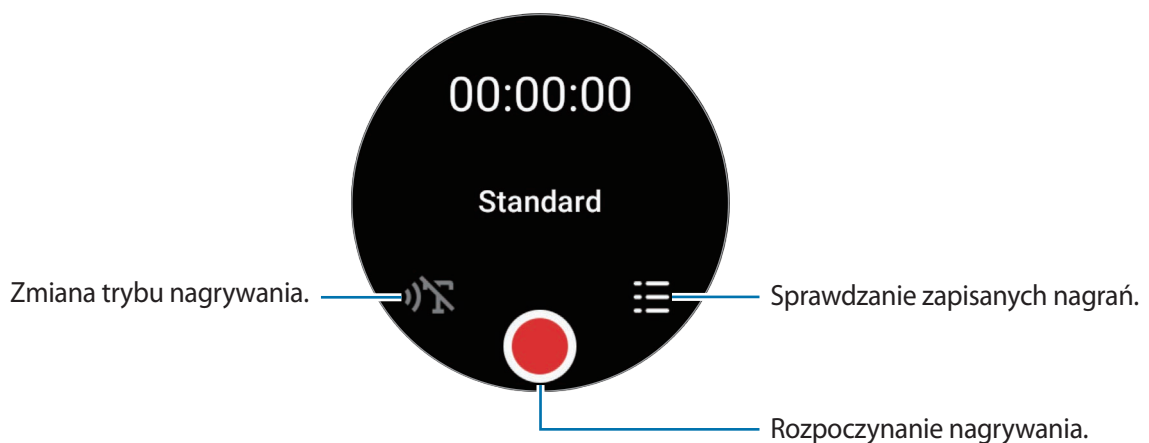 00:00:00
Standard
Zmiana trybu nagrywania.
Sprawdzanie zapisanych nagrań.
Rozpoczynanie nagrywania.